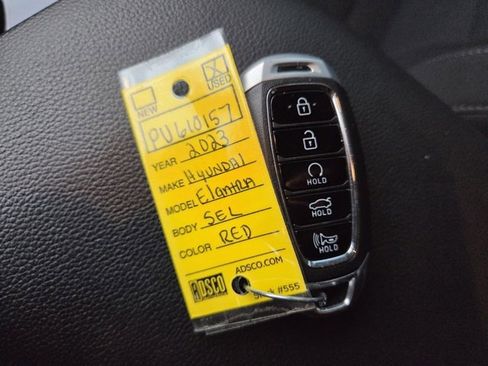 NEW
USED
PU610157
YEAR 2023
MAKE HYUNDAI
MODEL Elantra
BODY SEL
COLOR RED
ADSCO
ADSCO.COM
Stock #555
HOLD
HOLD
HOLD